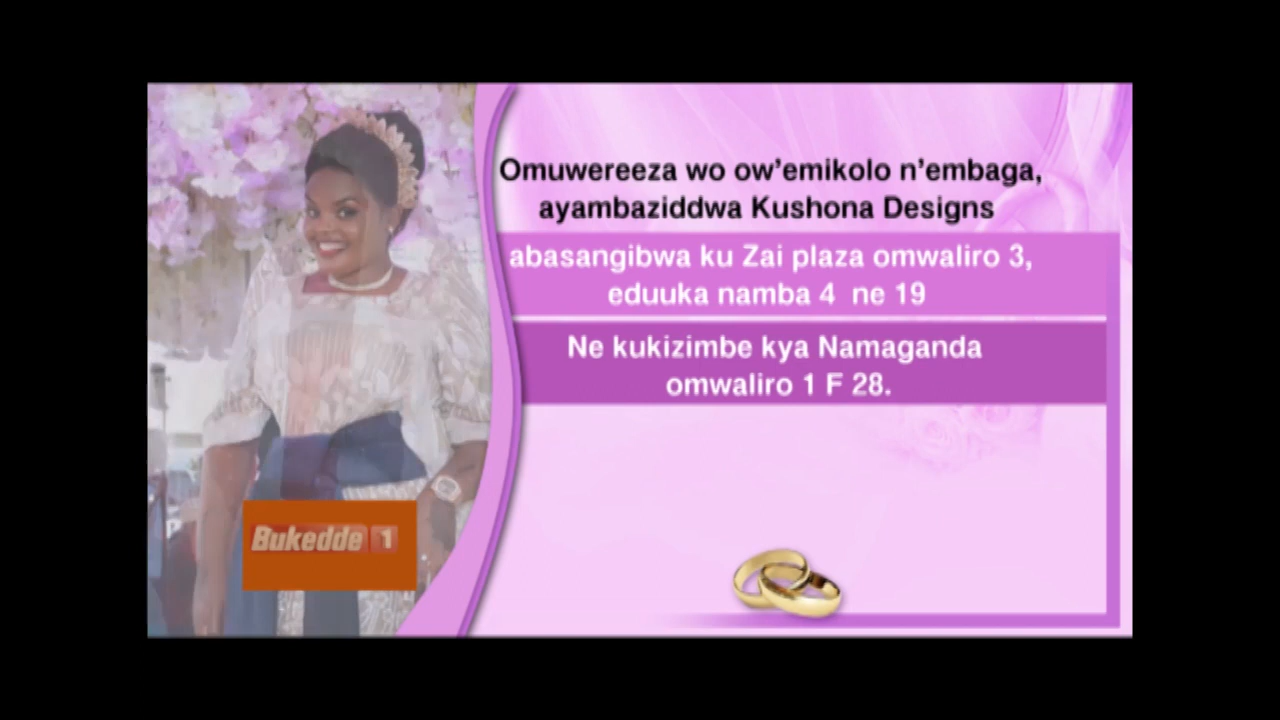 Omuwereeza wo ow'emikolo n'embaga,
ayambaziddwa Kushona Designs
abasangibwa ku Zai plaza omwaliro 3,
eduuka namba 4 ne 19
Ne kukizimbe kya Namaganda
omwaliro 1 F 28.
Bukedde 1